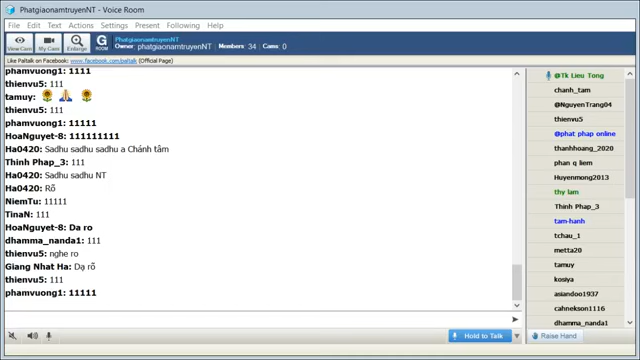 PhatgiaonamtruyenNT - Voice Room
File Edit Text Actions Settings Present Following Help
View Cam My Cam Enlarge
G
ROOM
PhatgiaonamtruyenNT
Owner: phatgiaonamtruyenNT Members: 34 Cams: 0
Like Paltalk on Facebook: www.facebook.com/paltalk (Official Page)
phamvuong1: 1111
thienvu5: 111
tamuy:
thienvu5: 111
phamvuong1: 11111
HoaNguyet-8: 111111111
Ha0420: Sadhu sadhu sadhu a Chánh tâm
Thinh Phap_3: 111
Ha0420: Sadhu sadhu NT
Ha0420: Rõ
NiemTu: 11111
TinaN: 111
HoaNguyet-8: Da ro
dhamma_nanda1: 111
thienvu5: nghe ro
Giang Nhat Ha: Dạ rõ
thienvu5: 111
phamvuong1: 11111
Hold to Talk
@Tk Lieu Tong
chanh_tam
@NguyenTrang04
thienvu5
@phat phap online
thanhhoang_2020
phan q liem
Huyenmong2013
thy lam
Thinh Phap_3
tam-hanh
tchau_1
metta20
tamuy
kosiya
asiandoo1937
cahnekson1116
dhamma_nanda1
Raise Hand